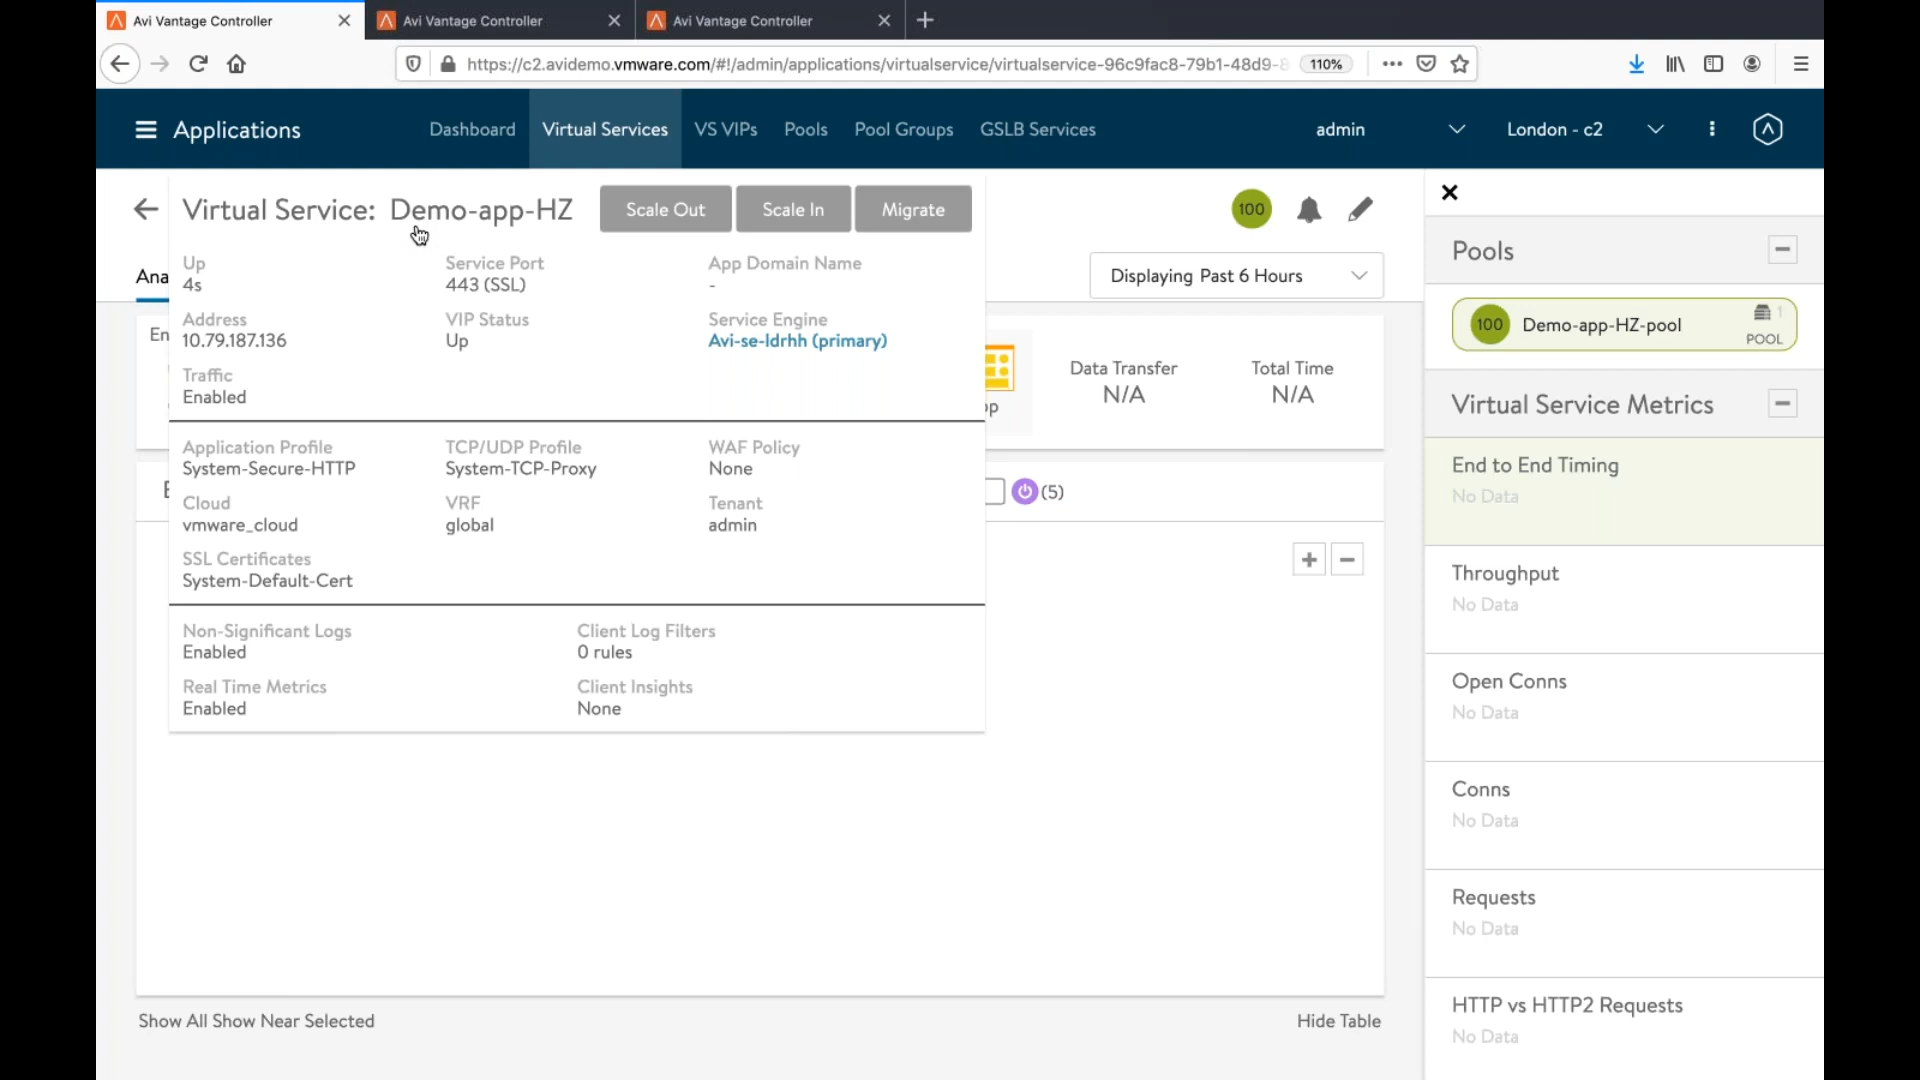 Avi Vantage Controller
Avi Vantage Controller
Avi Vantage Controller
https://c2.avidemo.vmware.com/#!/admin/applications/virtualservice/virtualservice-96c9fac8-79b1-48d9-8
110%
Applications
Dashboard
Virtual Services
VS VIPs
Pools
Pool Groups
GSLB Services
admin
London - c2
Virtual Service: Demo-app-HZ
Scale Out
Scale In
Migrate
100
Ana
Displaying Past 6 Hours
Up
4s
Service Port
443 (SSL)
App Domain Name
-
Address
10.79.187.136
VIP Status
Up
Service Engine
Avi-se-ldrhh (primary)
Traffic
Enabled
En
op
Data Transfer
N/A
Total Time
N/A
Application Profile
System-Secure-HTTP
TCP/UDP Profile
System-TCP-Proxy
WAF Policy
None
Cloud
vmware_cloud
VRF
global
Tenant
admin
SSL Certificates
System-Default-Cert
(5)
+
−
Non-Significant Logs
Enabled
Client Log Filters
0 rules
Real Time Metrics
Enabled
Client Insights
None
Show All Show Near Selected
Hide Table
Pools
100
Demo-app-HZ-pool
1
POOL
Virtual Service Metrics
End to End Timing
No Data
Throughput
No Data
Open Conns
No Data
Conns
No Data
Requests
No Data
HTTP vs HTTP2 Requests
No Data